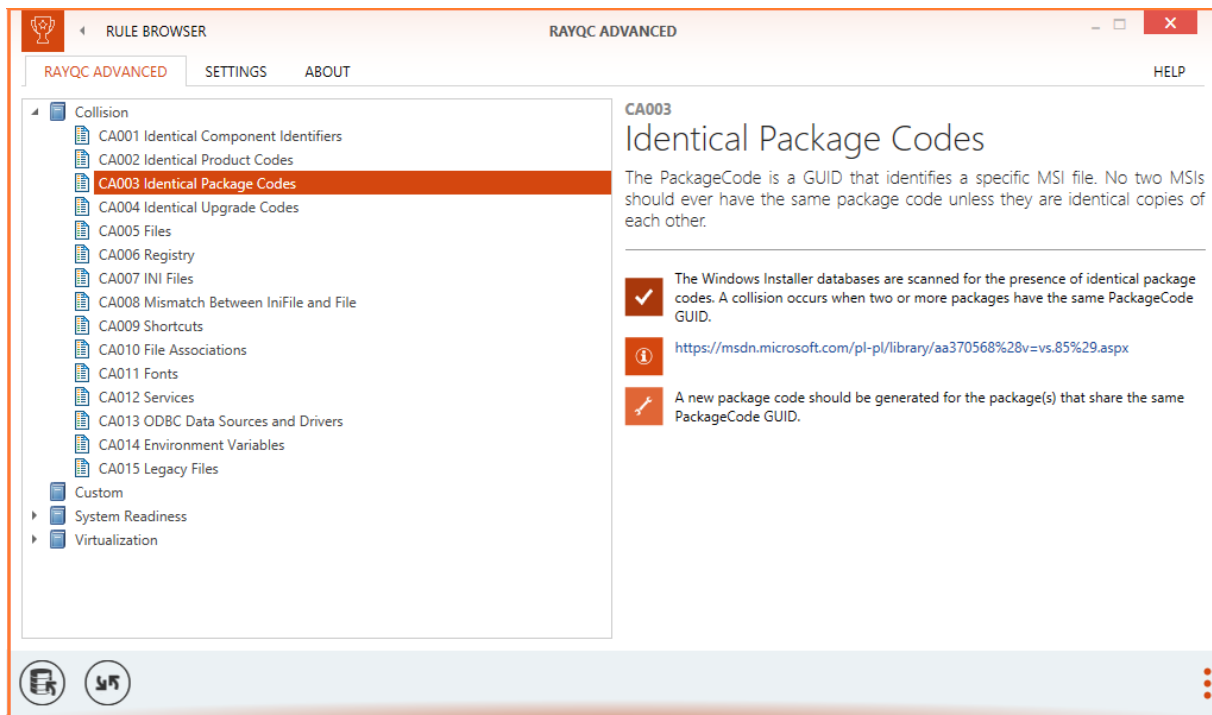 RULE BROWSER
RAYQC ADVANCED
RAYQC ADVANCED
SETTINGS
ABOUT
HELP
Collision
CA001 Identical Component Identifiers
CA002 Identical Product Codes
CA003 Identical Package Codes
CA004 Identical Upgrade Codes
CA005 Files
CA006 Registry
CA007 INI Files
CA008 Mismatch Between IniFile and File
CA009 Shortcuts
CA010 File Associations
CA011 Fonts
CA012 Services
CA013 ODBC Data Sources and Drivers
CA014 Environment Variables
CA015 Legacy Files
Custom
System Readiness
Virtualization
CA003
Identical Package Codes
The PackageCode is a GUID that identifies a specific MSI file. No two MSIs
should ever have the same package code unless they are identical copies of
each other.
The Windows Installer databases are scanned for the presence of identical package
codes. A collision occurs when two or more packages have the same PackageCode
GUID.
https://msdn.microsoft.com/pl-pl/library/aa370568%28v=vs.85%29.aspx
A new package code should be generated for the package(s) that share the same
PackageCode GUID.